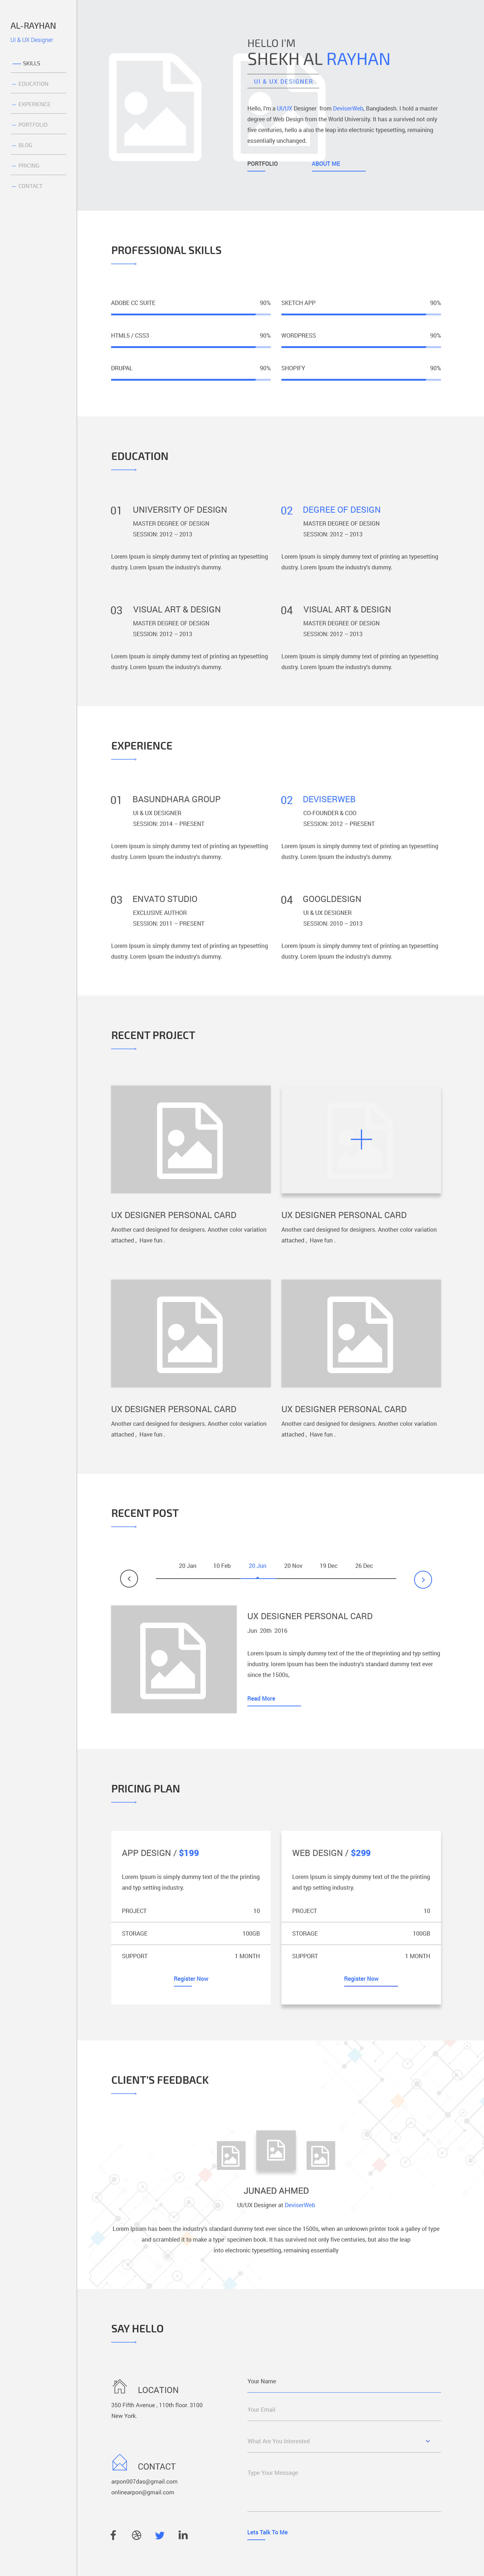 AL-RAYHAN
UI & UX Designer
SKILLS
EDUCATION
EXPERIENCE
PORTFOLIO
BLOG
PRICING
CONTACT
HELLO I'M
SHEKH AL RAYHAN
UI & UX DESIGNER
Hello, I'm a UI/UX Designer from DeviserWeb, Bangladesh. I hold a master
degree of Web Design from the World University. It has a survived not only
five centuries, hello a also the leap into electronic typesetting, remaining
essentially unchanged.
PORTFOLIO ABOUT ME
PROFESSIONAL SKILLS
ADOBE CC SUITE 90% SKETCH APP 90%
HTML5 / CSS3 90% WORDPRESS 90%
DRUPAL 90% SHOPIFY 90%
EDUCATION
01 UNIVERSITY OF DESIGN
MASTER DEGREE OF DESIGN
SESSION: 2012 – 2013
Lorem Ipsum is simply dummy text of printing an typesetting
dustry. Lorem Ipsum the industry's dummy.
02 DEGREE OF DESIGN
MASTER DEGREE OF DESIGN
SESSION: 2012 – 2013
Lorem Ipsum is simply dummy text of printing an typesetting
dustry. Lorem Ipsum the industry's dummy.
03 VISUAL ART & DESIGN
MASTER DEGREE OF DESIGN
SESSION: 2012 – 2013
Lorem Ipsum is simply dummy text of printing an typesetting
dustry. Lorem Ipsum the industry's dummy.
04 VISUAL ART & DESIGN
MASTER DEGREE OF DESIGN
SESSION: 2012 – 2013
Lorem Ipsum is simply dummy text of printing an typesetting
dustry. Lorem Ipsum the industry's dummy.
EXPERIENCE
01 BASUNDHARA GROUP
UI & UX DESIGNER
SESSION: 2014 – PRESENT
Lorem Ipsum is simply dummy text of printing an typesetting
dustry. Lorem Ipsum the industry's dummy.
02 DEVISERWEB
CO-FOUNDER & COO
SESSION: 2012 – PRESENT
Lorem Ipsum is simply dummy text of printing an typesetting
dustry. Lorem Ipsum the industry's dummy.
03 ENVATO STUDIO
EXCLUSIVE AUTHOR
SESSION: 2011 – PRESENT
Lorem Ipsum is simply dummy text of printing an typesetting
dustry. Lorem Ipsum the industry's dummy.
04 GOOGLDESIGN
UI & UX DESIGNER
SESSION: 2010 – 2013
Lorem Ipsum is simply dummy text of printing an typesetting
dustry. Lorem Ipsum the industry's dummy.
RECENT PROJECT
UX DESIGNER PERSONAL CARD
Another card designed for designers. Another color variation
attached , Have fun .
UX DESIGNER PERSONAL CARD
Another card designed for designers. Another color variation
attached , Have fun .
UX DESIGNER PERSONAL CARD
Another card designed for designers. Another color variation
attached , Have fun .
UX DESIGNER PERSONAL CARD
Another card designed for designers. Another color variation
attached , Have fun .
RECENT POST
20 Jan 10 Feb 20 Jun 20 Nov 19 Dec 26 Dec
UX DESIGNER PERSONAL CARD
Jun 20th 2016
Lorem Ipsum is simply dummy text of the the of theprinting and typ setting
industry. lorem Ipsum has been the industry's standard dummy text ever
since the 1500s,
Read More
PRICING PLAN
APP DESIGN / $199
Lorem Ipsum is simply dummy text of the the printing
and typ setting industry.
PROJECT 10
STORAGE 100GB
SUPPORT 1 MONTH
Register Now
WEB DESIGN / $299
Lorem Ipsum is simply dummy text of the the printing
and typ setting industry.
PROJECT 10
STORAGE 100GB
SUPPORT 1 MONTH
Register Now
CLIENT'S FEEDBACK
JUNAED AHMED
UI/UX Designer at DeviserWeb
Lorem Ipsum has been the industry's standard dummy text ever since the 1500s, when an unknown printer took a galley of type
and scrambled it to make a type` specimen book. It has survived not only five centuries, but also the leap
into electronic typesetting, remaining essentially
SAY HELLO
LOCATION
350 Fifth Avenue , 110th floor. 3100
New York.
CONTACT
arpon007das@gmail.com
onlinearpon@gmail.com
Your Name
Your Email
What Are You Interested
Type Your Message
Lets Talk To Me